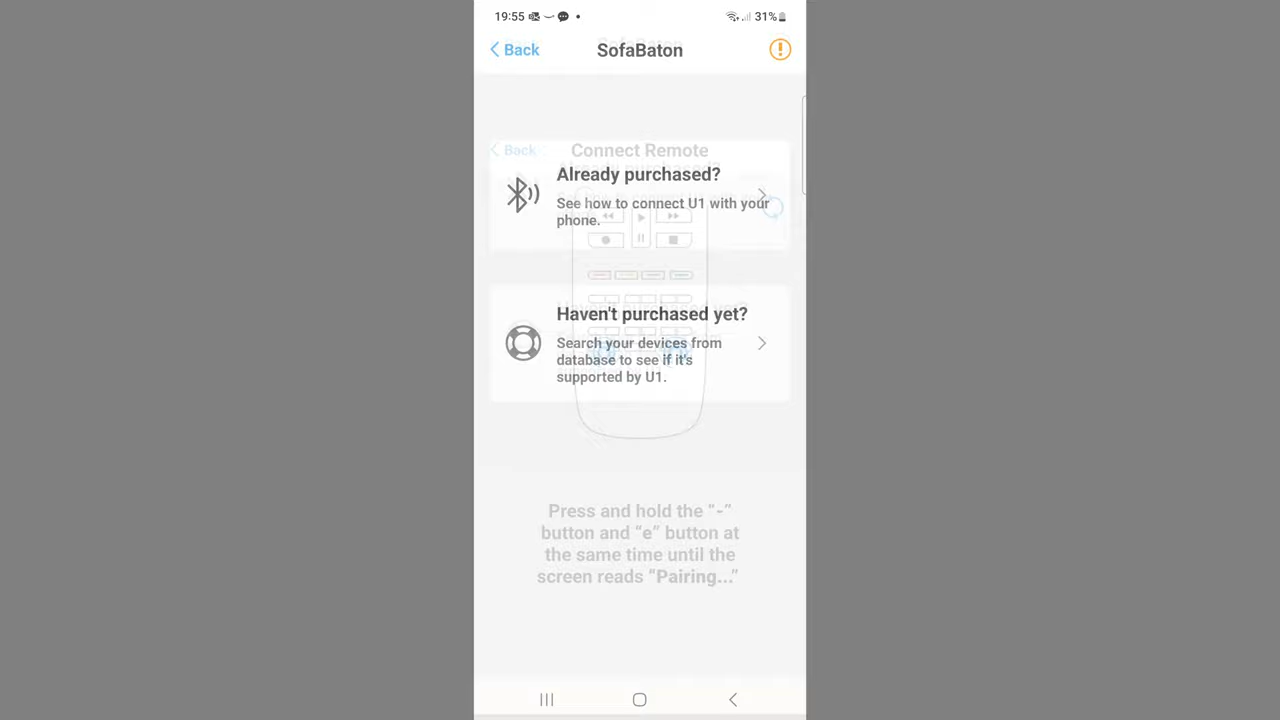 19:55
31%
Back
SofaBaton
Back
Connect Remote
Already purchased?
See how to connect U1 with your
phone.
Haven't purchased yet?
Search your devices from
database to see if it's
supported by U1.
Press and hold the “-”
button and “e” button at
the same time until the
screen reads “Pairing...”